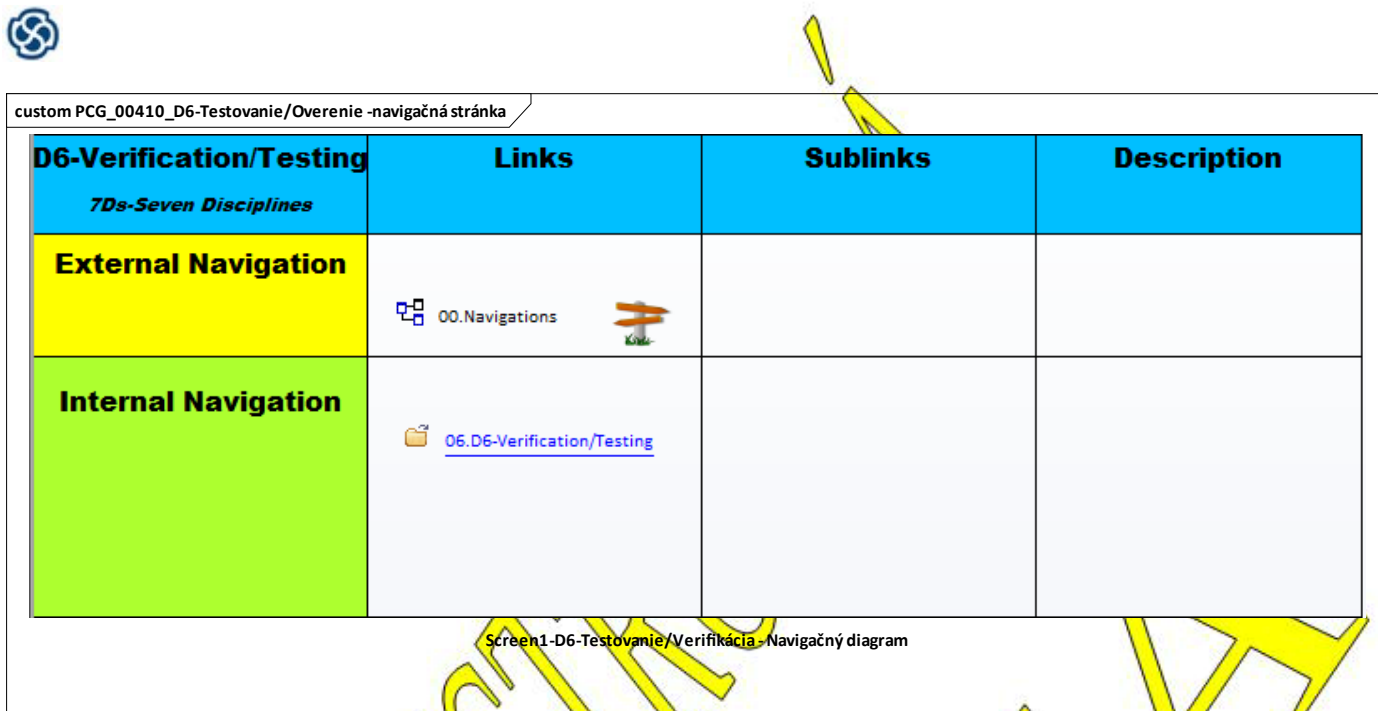 custom PCG_00410_D6-Testovanie/Overenie -navigačná stránka
D6-Verification/Testing Links Sublinks Description
7Ds-Seven Disciplines
External Navigation
00.Navigations
Internal Navigation
06.D6-Verification/Testing
Screen1-D6-Testovanie/Verifikácia - Navigačný diagram